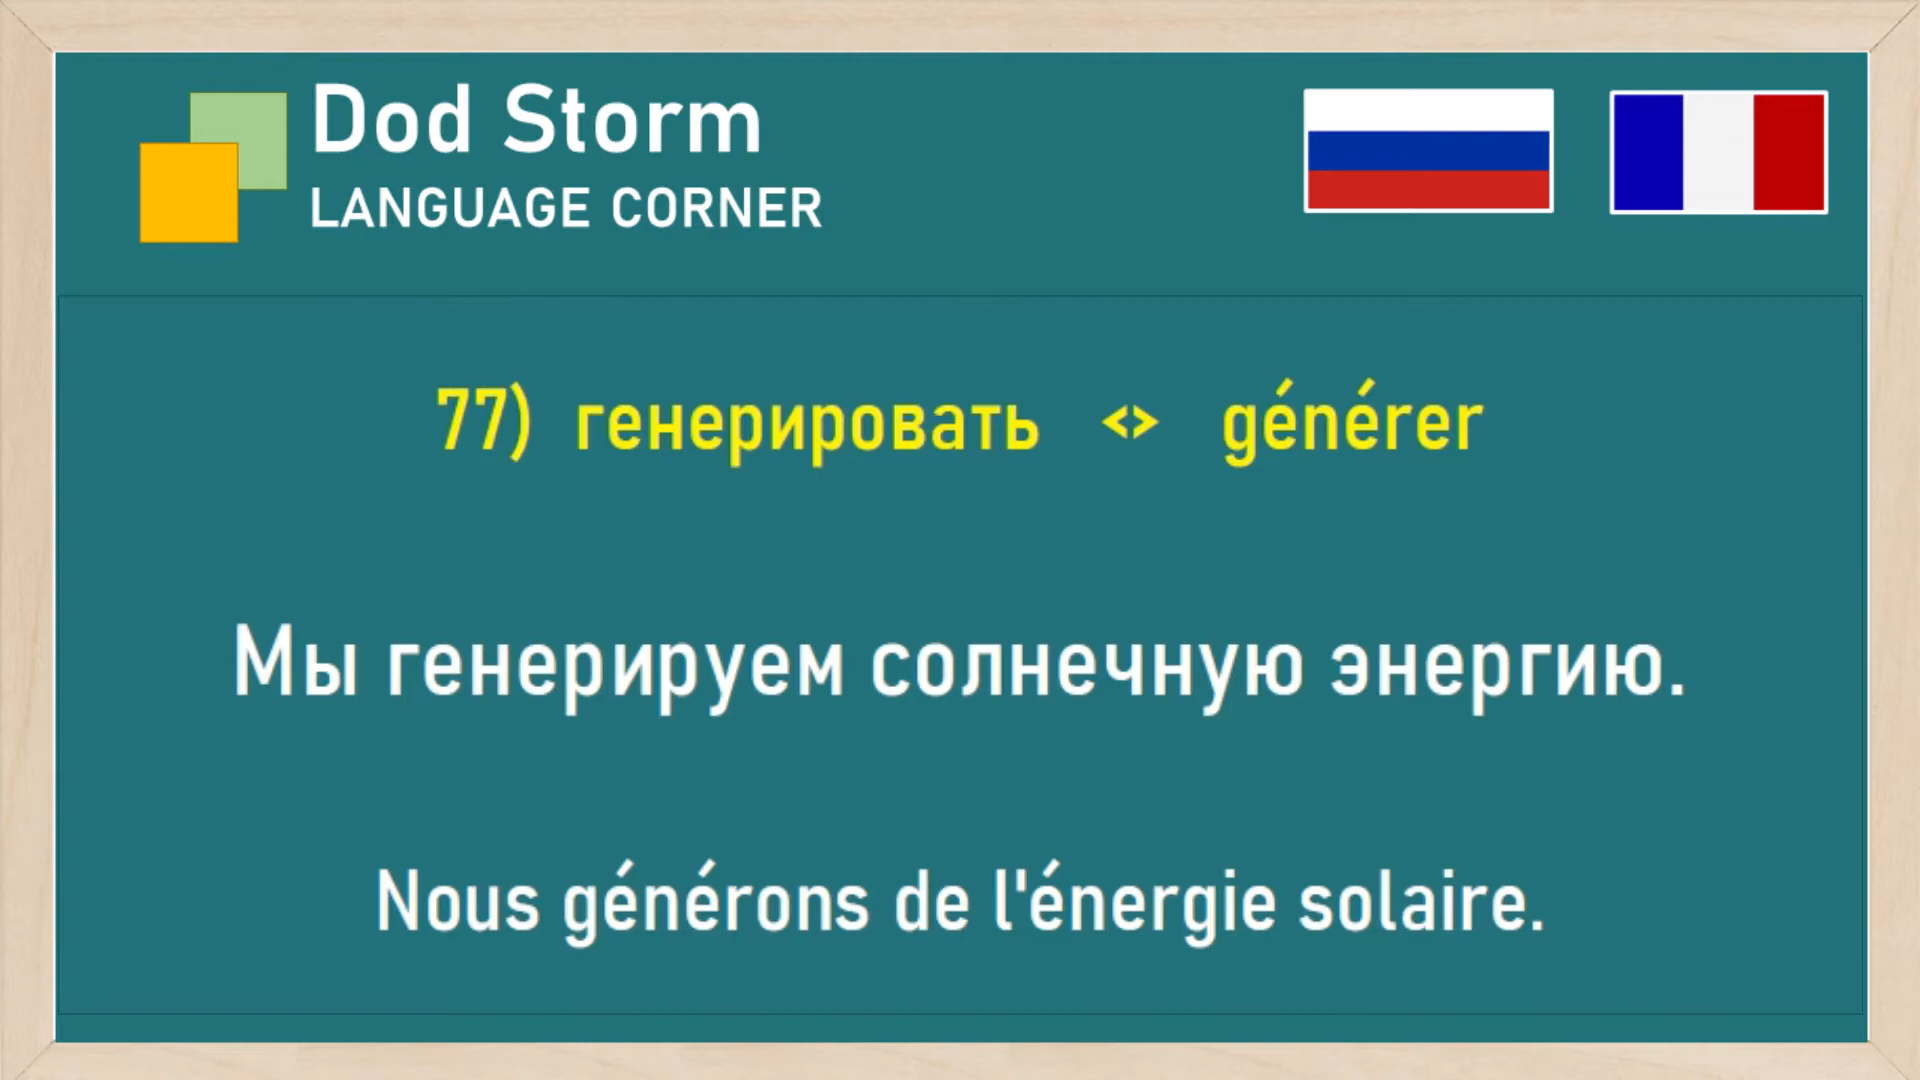 Dod Storm
LANGUAGE CORNER
77) генерировать <> générer
Мы генерируем солнечную энергию.
Nous générons de l'énergie solaire.